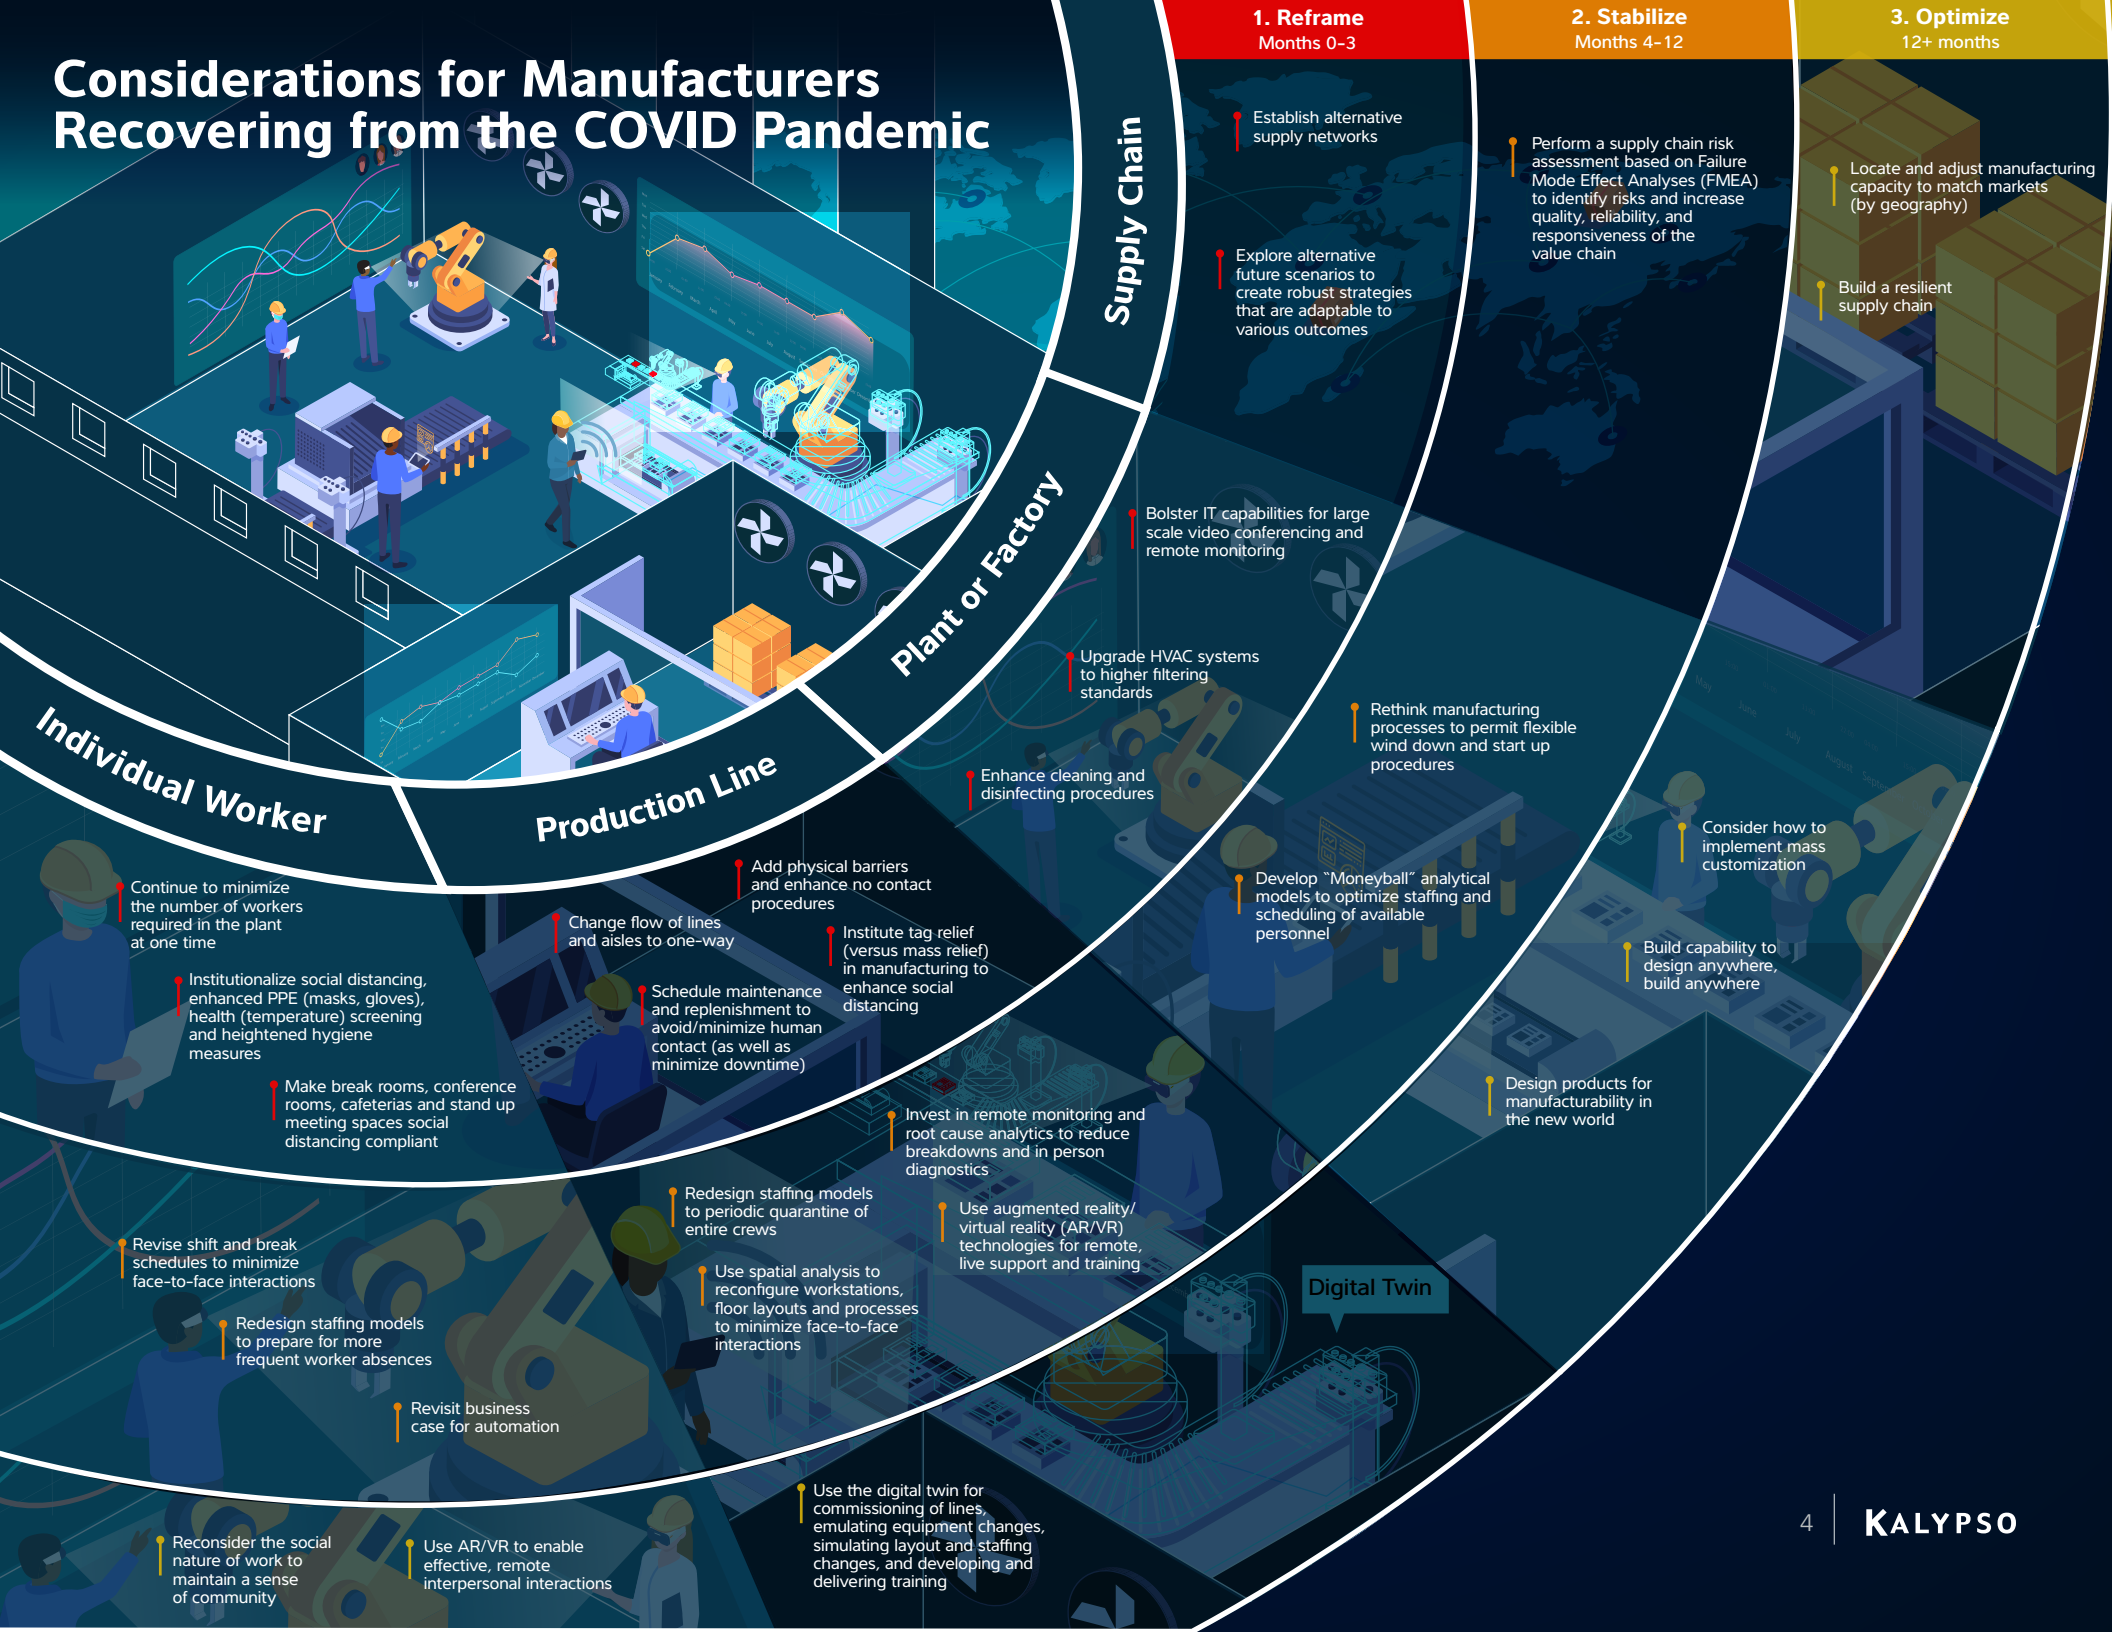 Considerations for Manufacturers
Recovering from the COVID Pandemic
1. Reframe
Months 0-3
2. Stabilize
Months 4-12
3. Optimize
12+ months
Supply Chain
Establish alternative
supply networks
Explore alternative
future scenarios to
create robust strategies
that are adaptable to
various outcomes
Perform a supply chain risk
assessment based on Failure
Mode Effect Analyses (FMEA)
to identify risks and increase
quality, reliability, and
responsiveness of the
value chain
Locate and adjust manufacturing
capacity to match markets
(by geography)
Build a resilient
supply chain
Plant or Factory
Bolster IT capabilities for large
scale video conferencing and
remote monitoring
Upgrade HVAC systems
to higher filtering
standards
Enhance cleaning and
disinfecting procedures
Rethink manufacturing
processes to permit flexible
wind down and start up
procedures
Develop “Moneyball” analytical
models to optimize staffing and
scheduling of available
personnel
May
June
July
August
Consider how to
implement mass
customization
Build capability to
design anywhere,
build anywhere
Design products for
manufacturability in
the new world
Production Line
Add physical barriers
and enhance no contact
procedures
Change flow of lines
and aisles to one-way
Institute tag relief
(versus mass relief)
in manufacturing to
enhance social
distancing
Schedule maintenance
and replenishment to
avoid/minimize human
contact (as well as
minimize downtime)
Invest in remote monitoring and
root cause analytics to reduce
breakdowns and in person
diagnostics
Redesign staffing models
to periodic quarantine of
entire crews
Use augmented reality/
virtual reality (AR/VR)
technologies for remote,
live support and training
Use spatial analysis to
reconfigure workstations,
floor layouts and processes
to minimize face-to-face
interactions
Digital Twin
Use the digital twin for
commissioning of lines,
emulating equipment changes,
simulating layout and staffing
changes, and developing and
delivering training
Individual Worker
Continue to minimize
the number of workers
required in the plant
at one time
Institutionalize social distancing,
enhanced PPE (masks, gloves),
health (temperature) screening
and heightened hygiene
measures
Make break rooms, conference
rooms, cafeterias and stand up
meeting spaces social
distancing compliant
Revise shift and break
schedules to minimize
face-to-face interactions
Redesign staffing models
to prepare for more
frequent worker absences
Revisit business
case for automation
Reconsider the social
nature of work to
maintain a sense
of community
Use AR/VR to enable
effective, remote
interpersonal interactions
4
KALYPSO